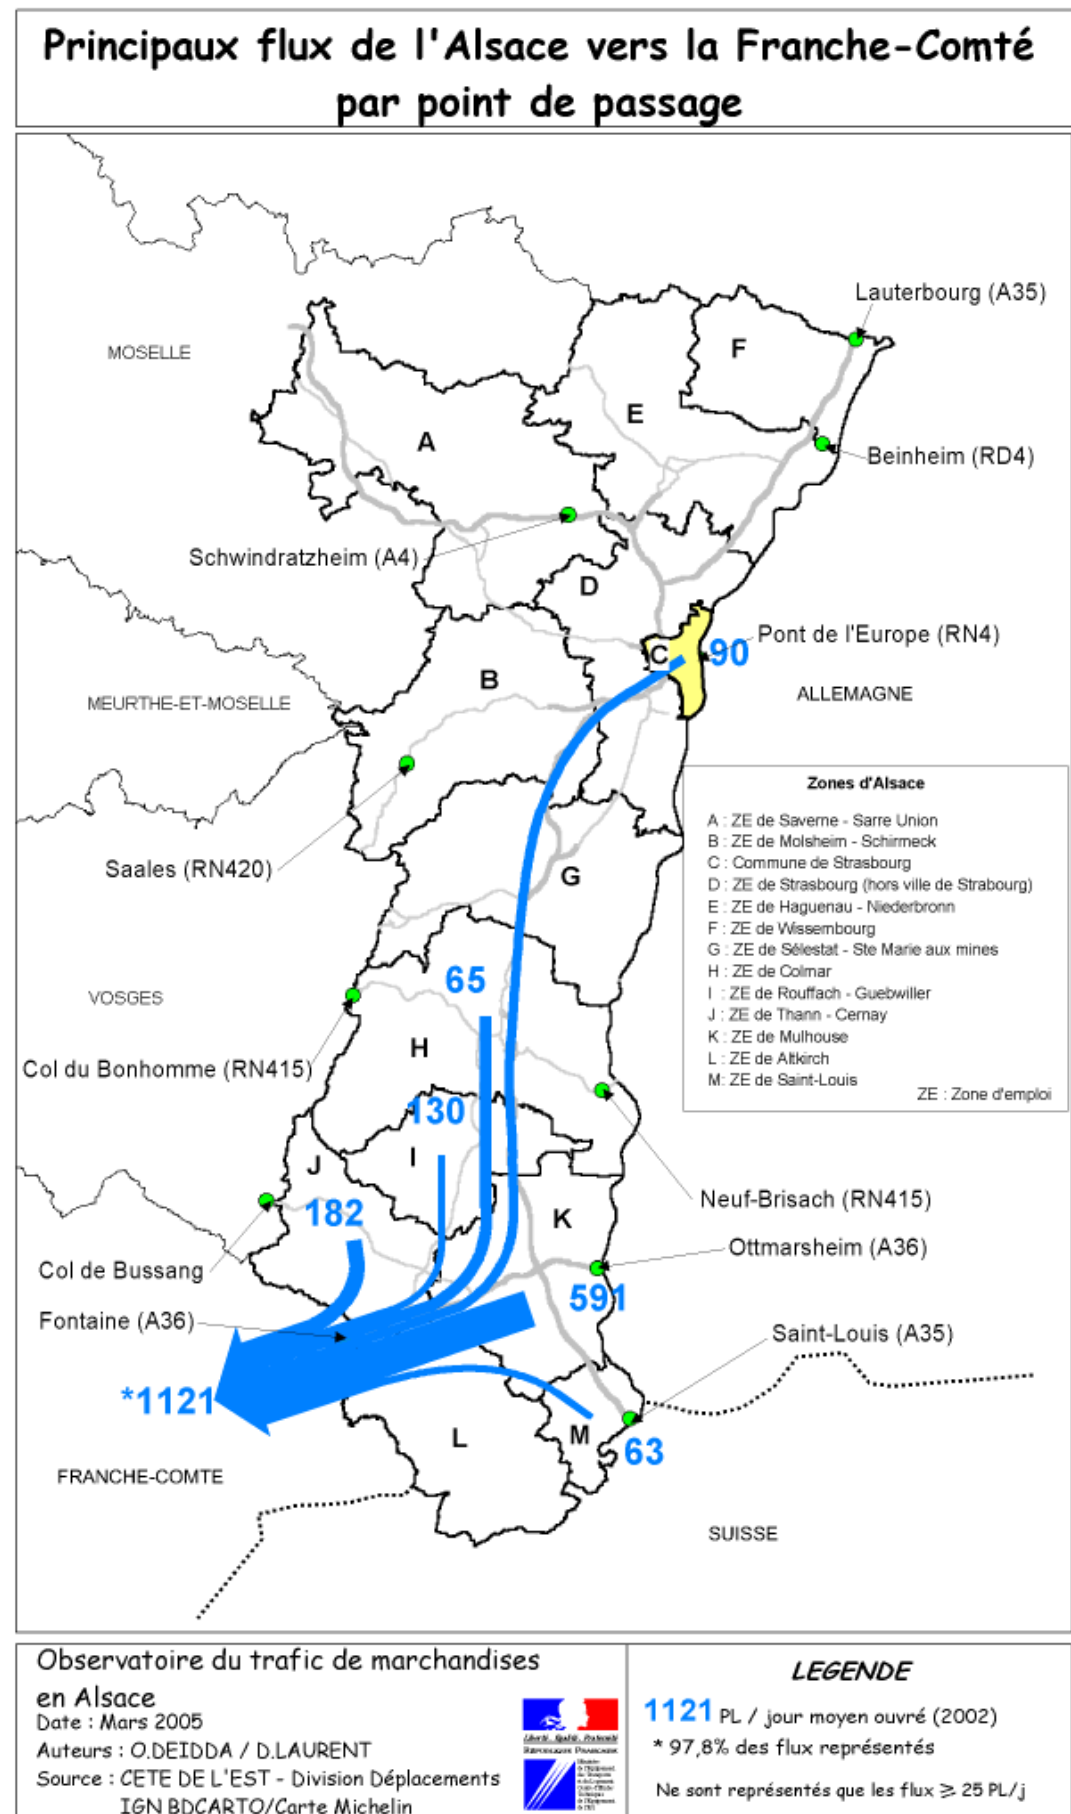 Principaux flux de l'Alsace vers la Franche-Comté
par point de passage
Lauterbourg (A35)
MOSELLE
F
E
A
Beinheim (RD4)
Schwindratzheim (A4)
D
Pont de l'Europe (RN4)
C
90
B
ALLEMAGNE
MEURTHE-ET-MOSELLE
Zones d'Alsace
A : ZE de Saverne - Sarre Union
B : ZE de Molsheim - Schirmeck
C : Commune de Strasbourg
D : ZE de Strasbourg (hors ville de Strabourg)
E : ZE de Haguenau - Niederbronn
F : ZE de Wissembourg
G : ZE de Sélestat - Ste Marie aux mines
H : ZE de Colmar
I : ZE de Rouffach - Guebwiller
J : ZE de Thann - Cernay
K : ZE de Mulhouse
L : ZE de Altkirch
M: ZE de Saint-Louis
ZE : Zone d'emploi
Saales (RN420)
G
65
VOSGES
H
Col du Bonhomme (RN415)
130
I
J
Neuf-Brisach (RN415)
182
K
Ottmarsheim (A36)
Col de Bussang
591
Fontaine (A36)
Saint-Louis (A35)
*1121
L
M
63
FRANCHE-COMTE
SUISSE
Observatoire du trafic de marchandises
en Alsace
Date : Mars 2005
Auteurs : O.DEIDDA / D.LAURENT
Source : CETE DE L'EST - Division Déplacements
IGN BDCARTO/Carte Michelin
Liberté . Égalité . Fraternité
RÉPUBLIQUE FRANÇAISE
LEGENDE
1121 PL / jour moyen ouvré (2002)
* 97,8% des flux représentés
Ne sont représentés que les flux ⩾ 25 PL/j